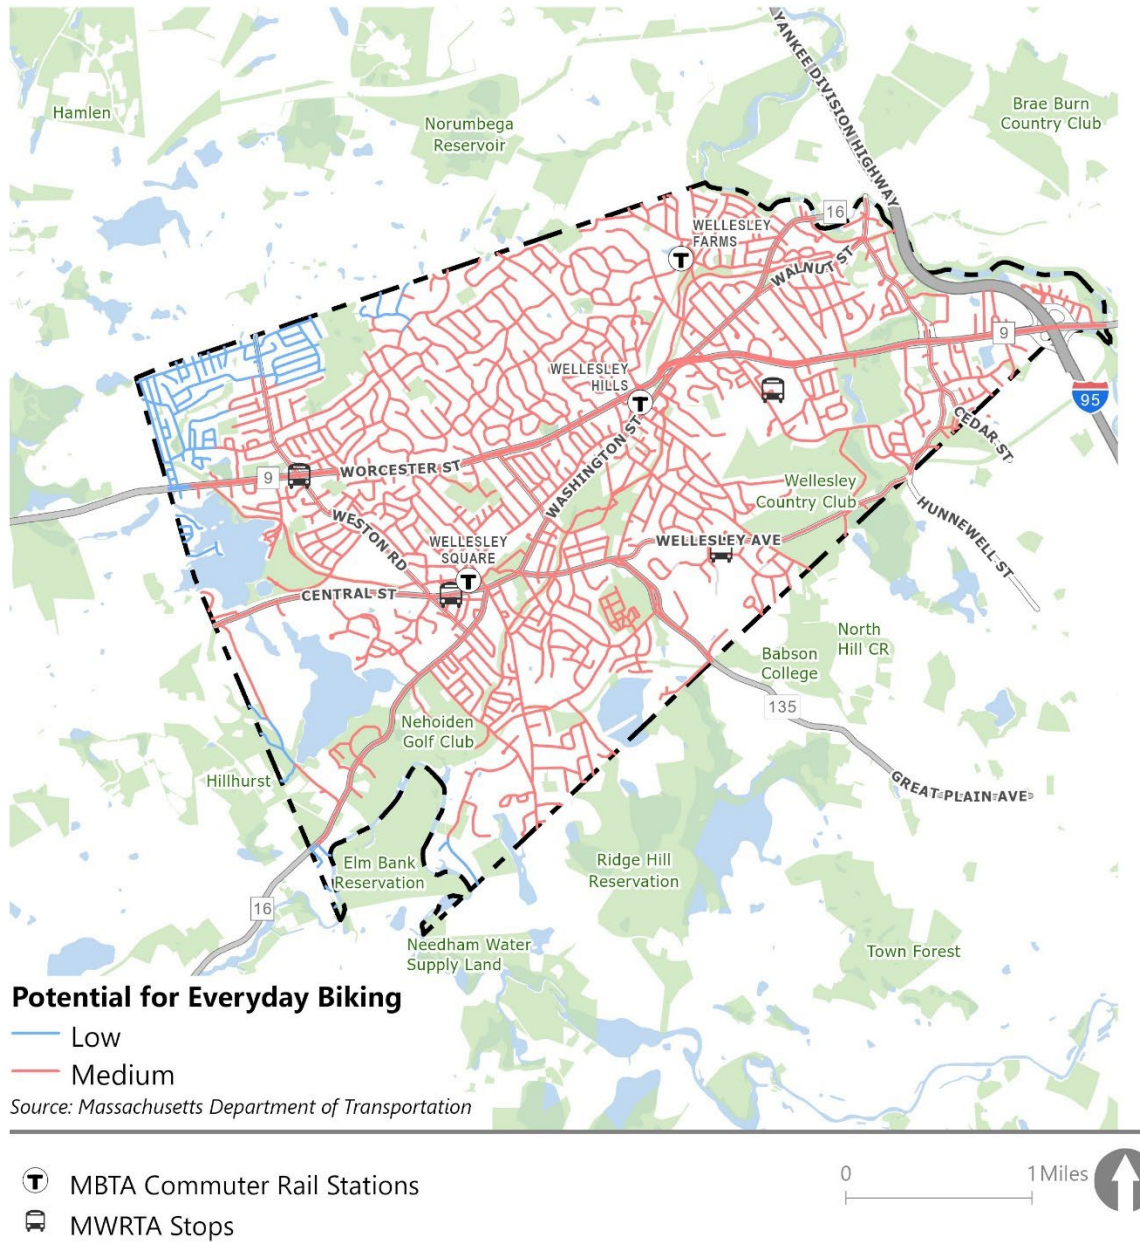 YANKEE DIVISION HIGHWAY
Hamlen
Brae Burn
Country Club
Norumbega
Reservoir
16
WELLESLEY
FARMS
T
WALNUT ST
9
WELLESLEY
HILLS
T
95
CEDAR ST
WASHINGTON ST
WORCESTER ST
9
Wellesley
Country Club
HUNNEWELL ST
WESTON RD
WELLESLEY
SQUARE
T
WELLESLEY AVE
CENTRAL ST
North
Hill CR
Babson
College
135
Nehoiden
Golf Club
Hillhurst
GREAT PLAIN AVE
Elm Bank
Reservation
Ridge Hill
Reservation
16
Needham Water
Supply Land
Town Forest
Potential for Everyday Biking
Low
Medium
Source: Massachusetts Department of Transportation
T MBTA Commuter Rail Stations
MWRTA Stops
0 1 Miles